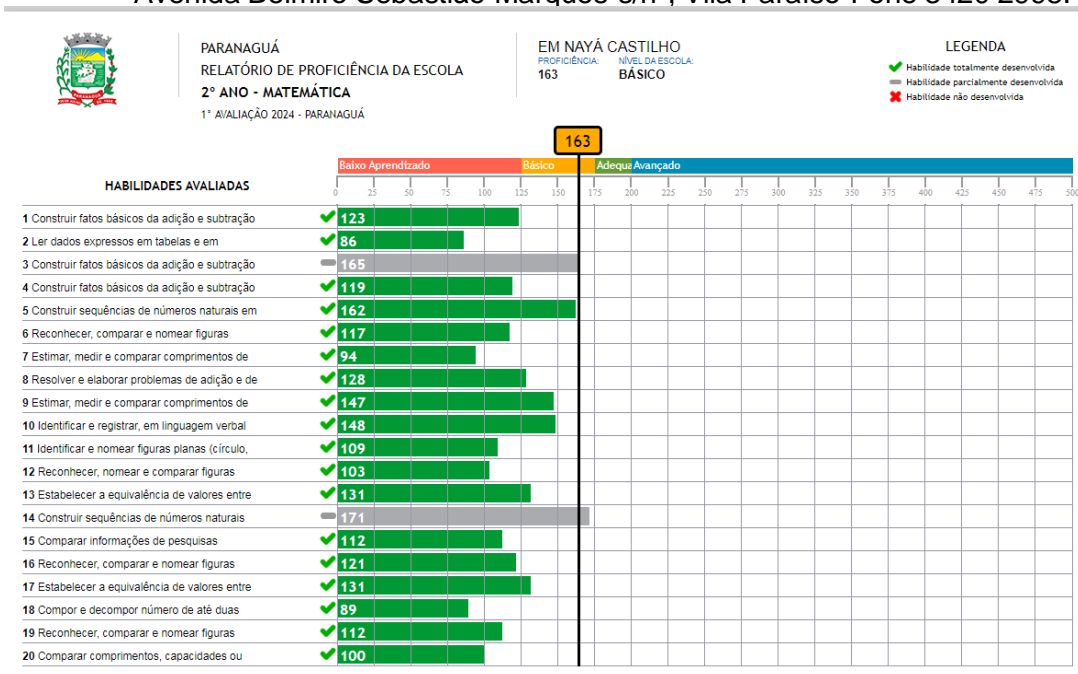 PARANAGUÁ
RELATÓRIO DE PROFICIÊNCIA DA ESCOLA
2º ANO - MATEMÁTICA
1ª AVALIAÇÃO 2024 - PARANAGUÁ
EM NAYÁ CASTILHO
PROFICIÊNCIA: NÍVEL DA ESCOLA:
163 BÁSICO
LEGENDA
Habilidade totalmente desenvolvida
Habilidade parcialmente desenvolvida
Habilidade não desenvolvida
163
Baixo Aprendizado Básico Adequa Avançado
HABILIDADES AVALIADAS
0 25 50 75 100 125 150 175 200 225 250 275 300 325 350 375 400 425 450 475 500
1 Construir fatos básicos da adição e subtração 123
2 Ler dados expressos em tabelas e em 86
3 Construir fatos básicos da adição e subtração 165
4 Construir fatos básicos da adição e subtração 119
5 Construir sequências de números naturais em 162
6 Reconhecer, comparar e nomear figuras 117
7 Estimar, medir e comparar comprimentos de 94
8 Resolver e elaborar problemas de adição e de 128
9 Estimar, medir e comparar comprimentos de 147
10 Identificar e registrar, em linguagem verbal 148
11 Identificar e nomear figuras planas (círculo, 109
12 Reconhecer, nomear e comparar figuras 103
13 Estabelecer a equivalência de valores entre 131
14 Construir sequências de números naturais 171
15 Comparar informações de pesquisas 112
16 Reconhecer, comparar e nomear figuras 121
17 Estabelecer a equivalência de valores entre 131
18 Compor e decompor número de até duas 89
19 Reconhecer, comparar e nomear figuras 112
20 Comparar comprimentos, capacidades ou 100